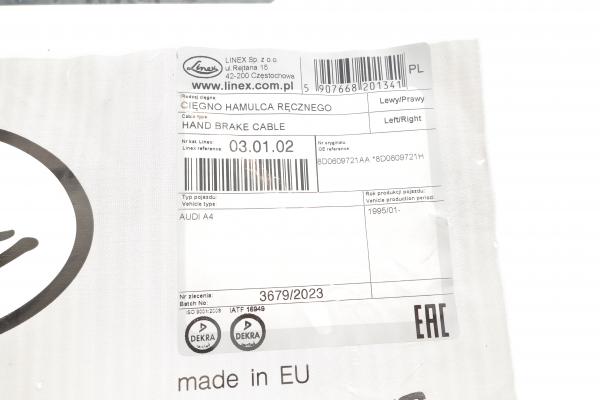 Linex
LINEX Sp. z o.o.
ul.Rejtana 15
42-200 Częstochowa
www.linex.com.pl
5 907668 201341
PL
Rodzaj cięgna
CIĘGNO HAMULCA RĘCZNEGO
Lewy/Prawy
Cable type
HAND BRAKE CABLE
Left/Right
Nr kat. Linex
Linex reference
03.01.02
Nr oryginału
OE reference
8D0609721AA *8D0609721H
Typ pojazdu:
Vehicle type
Rok produkcji pojazdu:
Vehicle production period:
AUDI A4
1995/01-
Nr zlecenia:
Batch No:
3679/2023
ISO 9001:2008
IATF 16949
DEKRA
DEKRA
EAC
made in EU